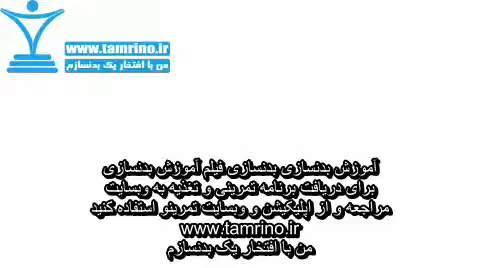 www.tamrino.ir
من با افتخار یک بدنسازم
آموزش بدنسازی بدنسازی فیلم آموزش بدنسازی
برای دریافت برنامه تمرینی و تغذیه به وبسایت
مراجعه و از اپلیکیشن و وبسایت تمرینو استفاده کنید
www.tamrino.ir
من با افتخار یک بدنسازم